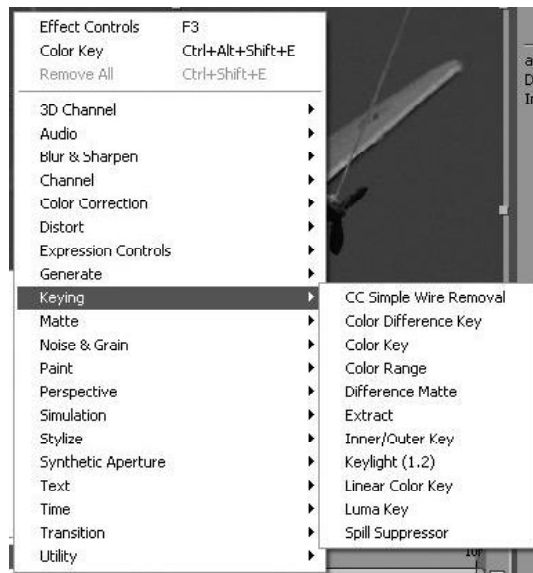 Effect Controls F3
Color Key Ctrl+Alt+Shift+E
Remove All Ctrl+Shift+E
3D Channel
Audio
Blur & Sharpen
Channel
Color Correction
Distort
Expression Controls
Generate
Keying
Matte
Noise & Grain
Paint
Perspective
Simulation
Stylize
Synthetic Aperture
Text
Time
Transition
Utility
CC Simple Wire Removal
Color Difference Key
Color Key
Color Range
Difference Matte
Extract
Inner/Outer Key
Keylight (1.2)
Linear Color Key
Luma Key
Spill Suppressor